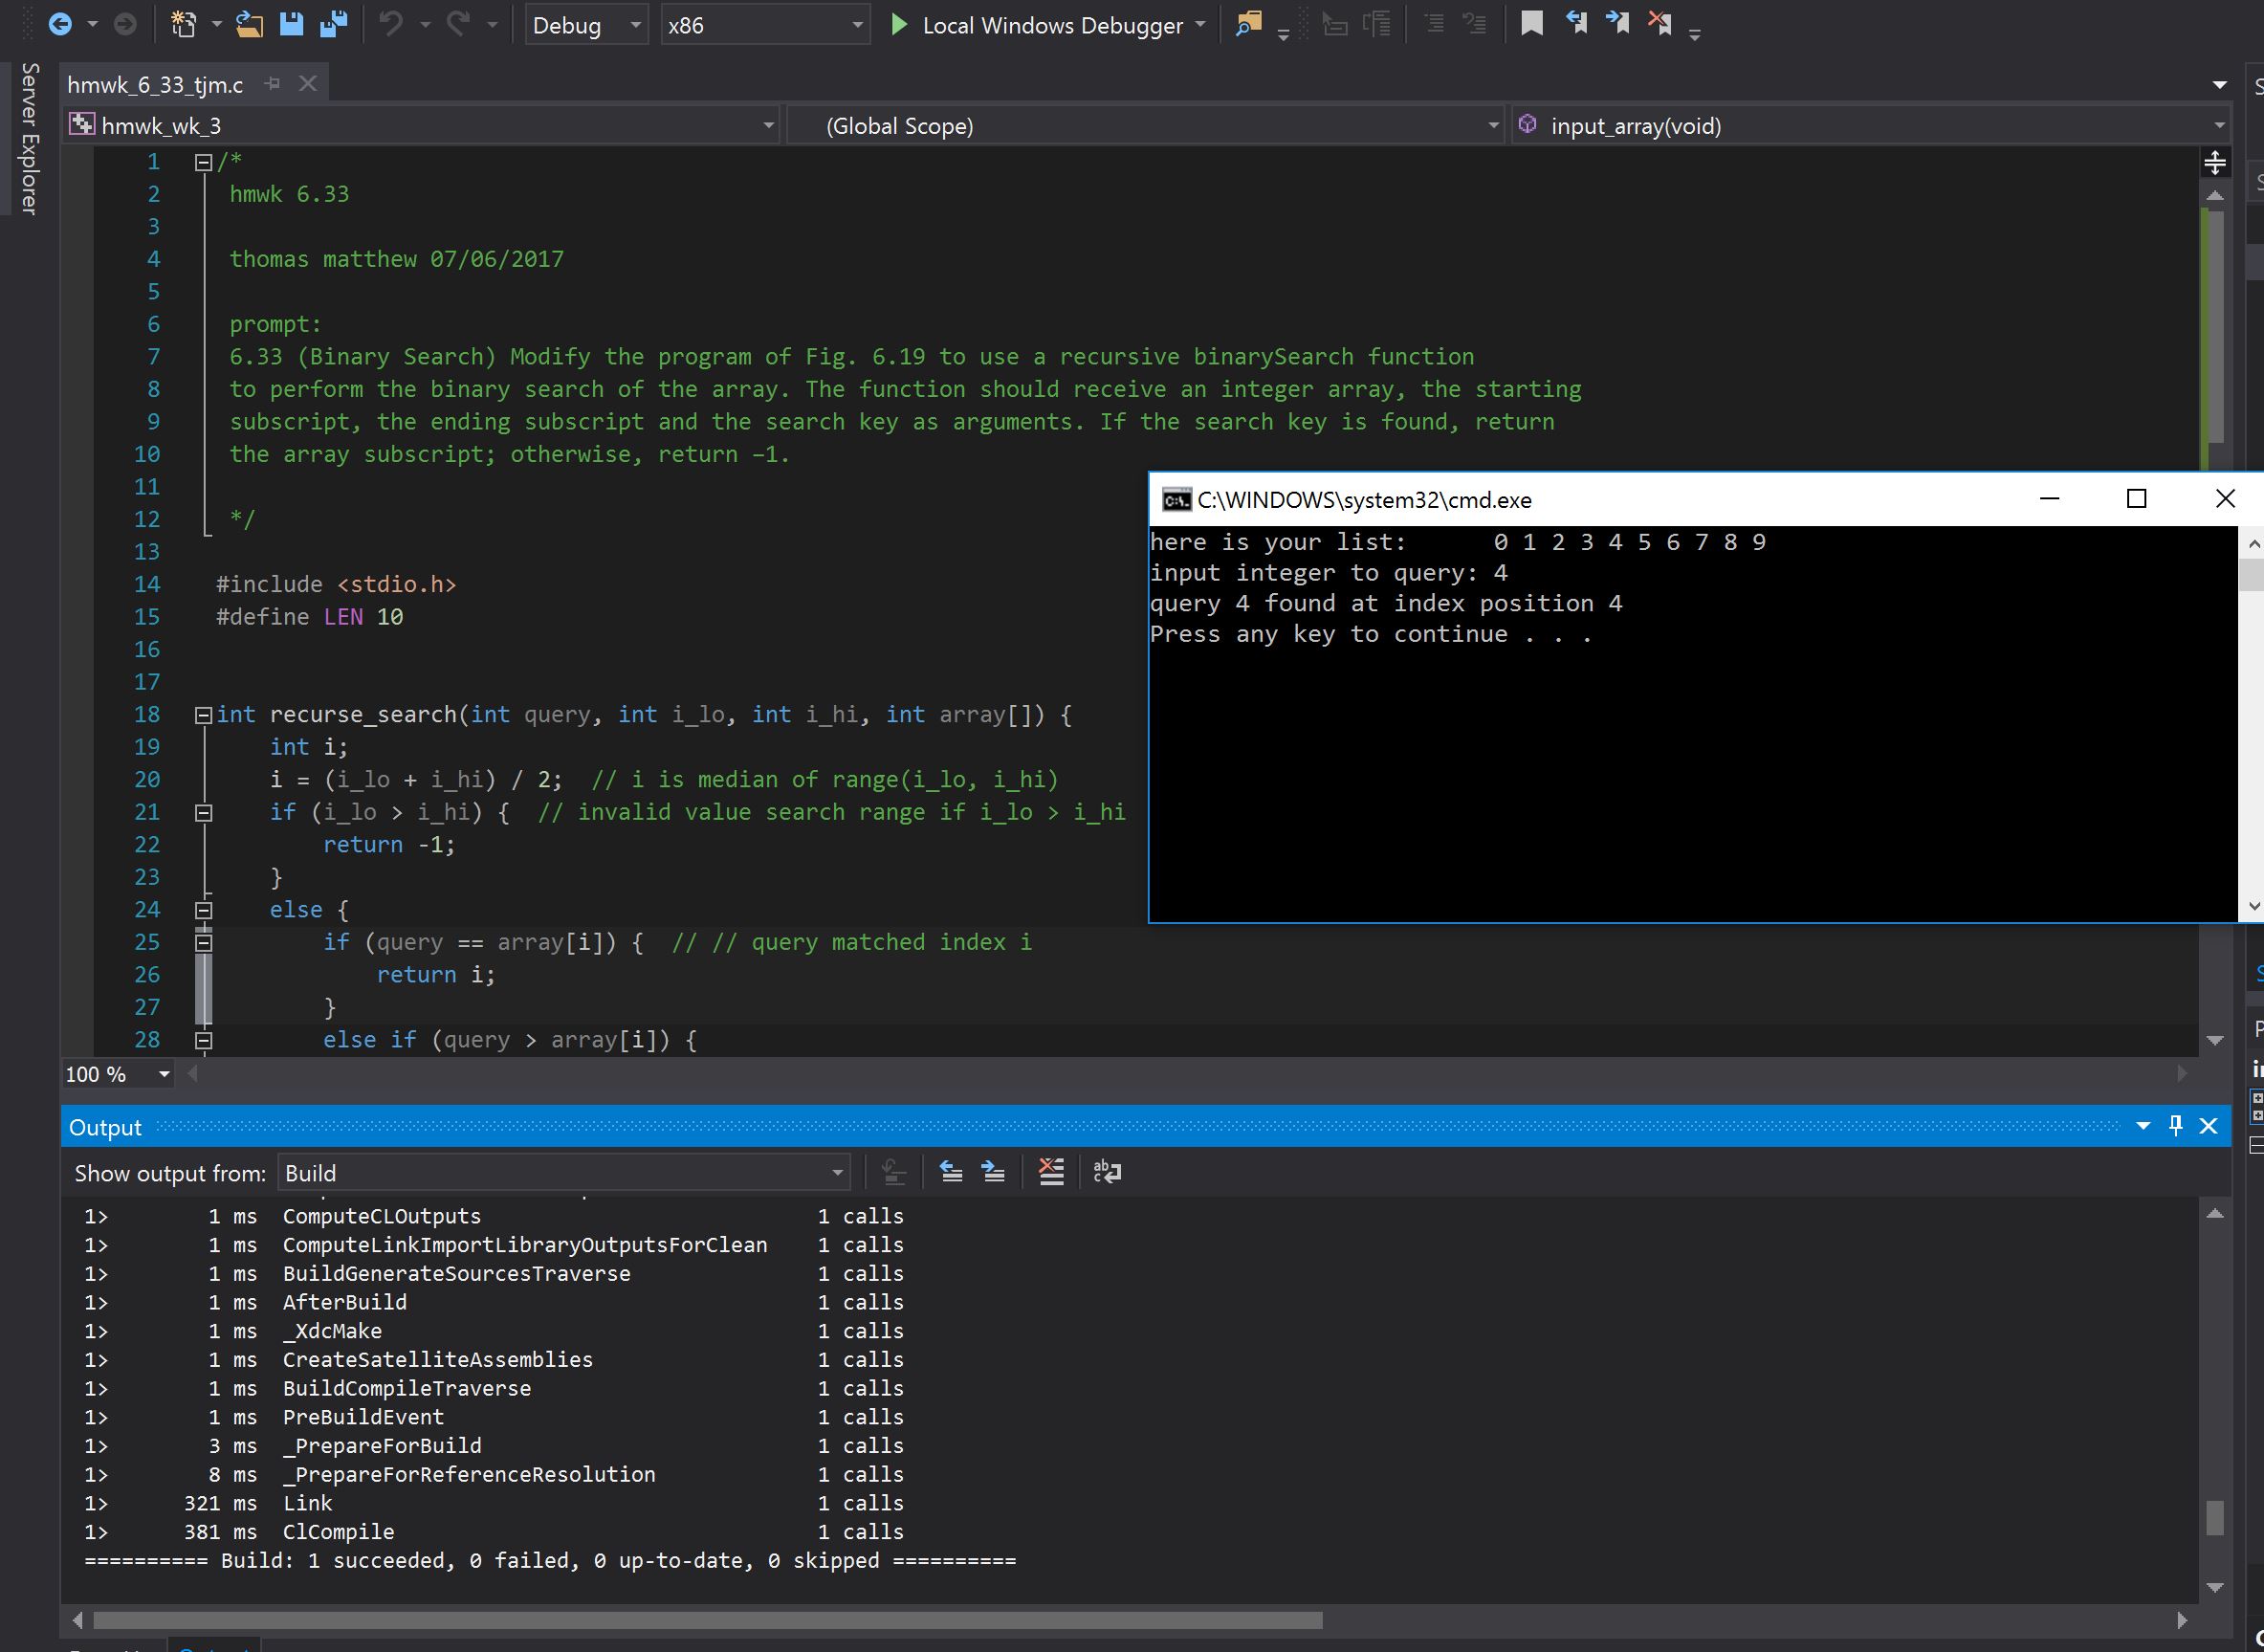 Debug
x86
Local Windows Debugger
Server Explorer
hmwk_6_33_tjm.c
hmwk_wk_3
(Global Scope)
input_array(void)
1 /*
2 hmwk 6.33
3
4 thomas matthew 07/06/2017
5
6 prompt:
7 6.33 (Binary Search) Modify the program of Fig. 6.19 to use a recursive binarySearch function
8 to perform the binary search of the array. The function should receive an integer array, the starting
9 subscript, the ending subscript and the search key as arguments. If the search key is found, return
10 the array subscript; otherwise, return –1.
11
12 */
13
14 #include <stdio.h>
15 #define LEN 10
16
17
18 int recurse_search(int query, int i_lo, int i_hi, int array[]) {
19 int i;
20 i = (i_lo + i_hi) / 2;  // i is median of range(i_lo, i_hi)
21 if (i_lo > i_hi) {  // invalid value search range if i_lo > i_hi
22 return -1;
23 }
24 else {
25 if (query == array[i]) {  // // query matched index i
26 return i;
27 }
28 else if (query > array[i]) {
C:\WINDOWS\system32\cmd.exe
here is your list:      0 1 2 3 4 5 6 7 8 9
input integer to query: 4
query 4 found at index position 4
Press any key to continue . . .
100 %
Output
Show output from: Build
1> 1 ms ComputeCLOutputs 1 calls
1> 1 ms ComputeLinkImportLibraryOutputsForClean 1 calls
1> 1 ms BuildGenerateSourcesTraverse 1 calls
1> 1 ms AfterBuild 1 calls
1> 1 ms _XdcMake 1 calls
1> 1 ms CreateSatelliteAssemblies 1 calls
1> 1 ms BuildCompileTraverse 1 calls
1> 1 ms PreBuildEvent 1 calls
1> 3 ms _PrepareForBuild 1 calls
1> 8 ms _PrepareForReferenceResolution 1 calls
1> 321 ms Link 1 calls
1> 381 ms ClCompile 1 calls
========== Build: 1 succeeded, 0 failed, 0 up-to-date, 0 skipped ==========